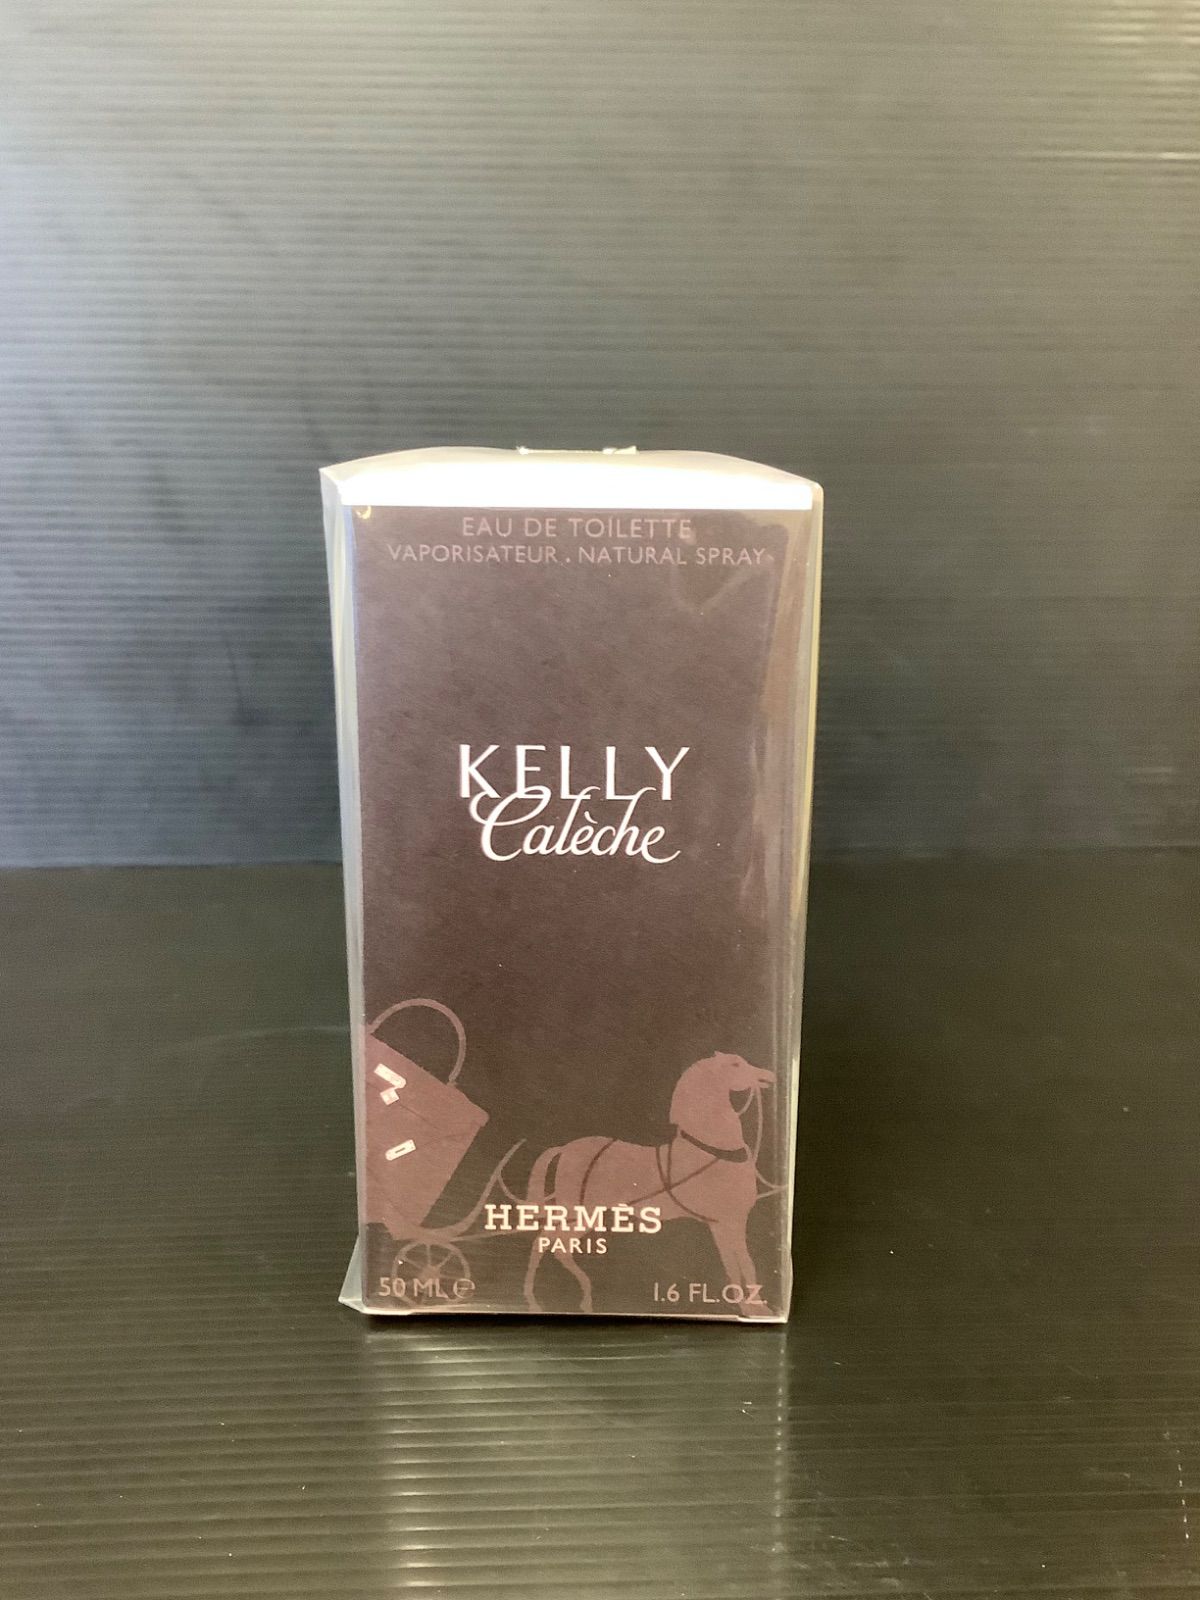 EAU DE TOILETTE
VAPORISATEUR . NATURAL SPRAY
KELLY
Calèche
HERMÈS
PARIS
50 ML ℮
1.6 FL.OZ.